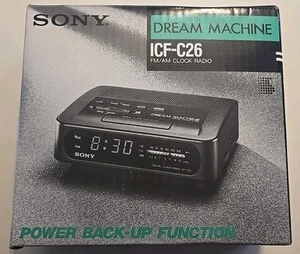 SONY
DREAM MACHINE
ICF-C26
FM/AM CLOCK RADIO
DREAM MACHINE
8:30
SONY
POWER BACK UP FUNCTION